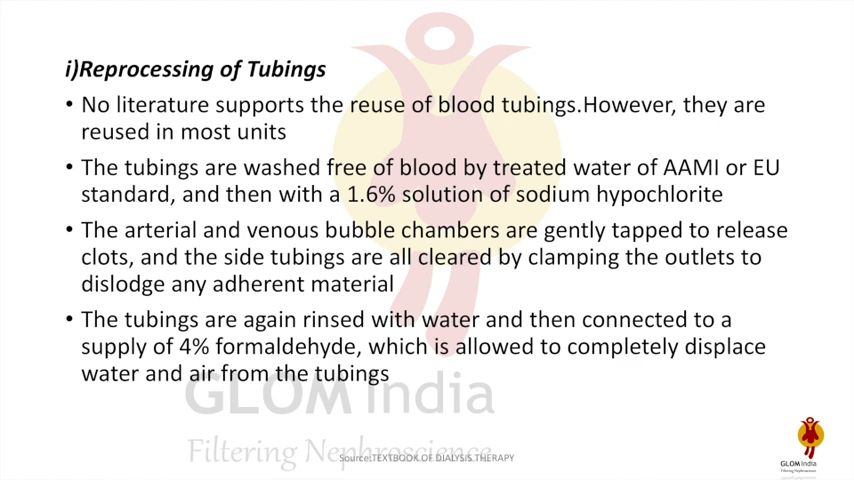 i)Reprocessing of Tubings
• No literature supports the reuse of blood tubings.However, they are
reused in most units
• The tubings are washed free of blood by treated water of AAMI or EU
standard, and then with a 1.6% solution of sodium hypochlorite
• The arterial and venous bubble chambers are gently tapped to release
clots, and the side tubings are all cleared by clamping the outlets to
dislodge any adherent material
• The tubings are again rinsed with water and then connected to a
supply of 4% formaldehyde, which is allowed to completely displace
water and air from the tubings
GLOM India
Filtering Nephroscience
Source:TEXTBOOK OF DIALYSIS THERAPY
GLOM India
Filtering Nephroscience